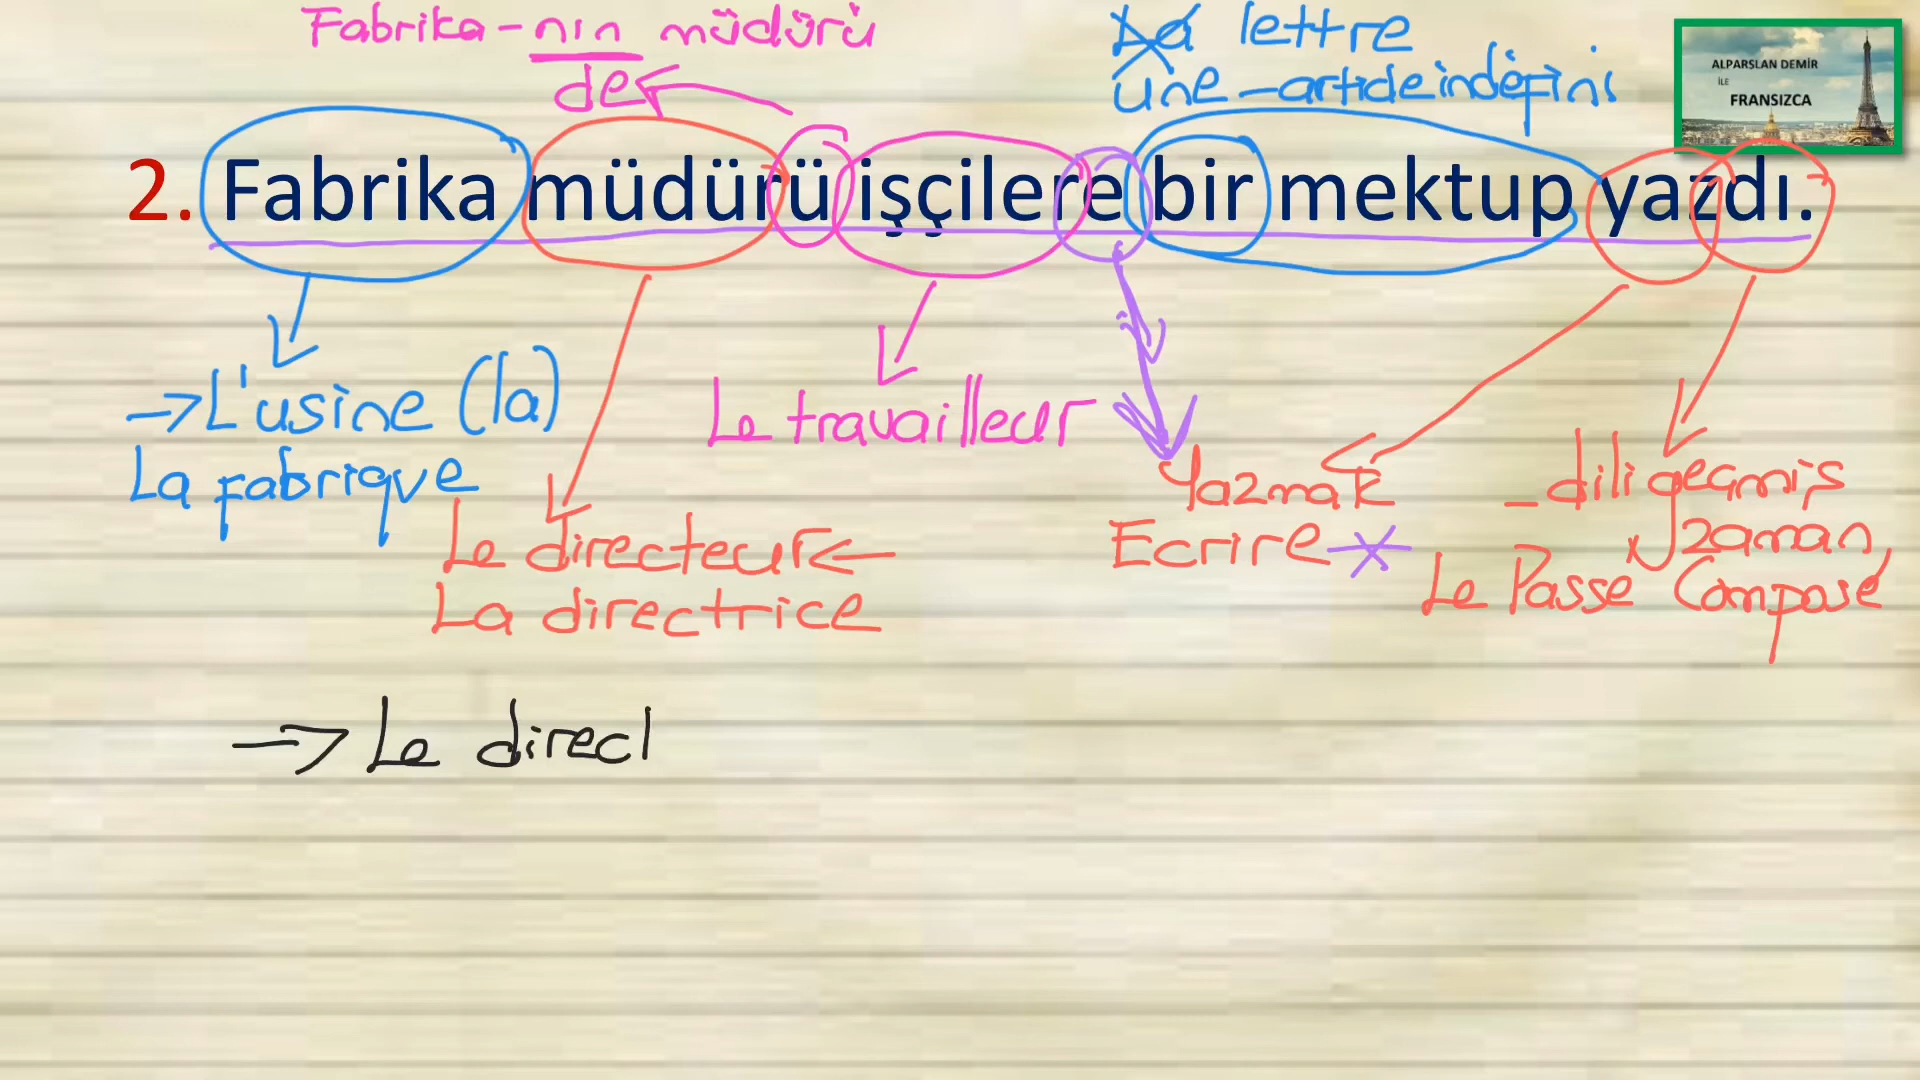 Fabrika-nın müdürü
de
La lettre
üne - article indéfini
ALPARSLAN DEMİR
İLE
FRANSIZCA
2. Fabrika müdürü işçilere bir mektup yazdı.
→ L'usine (la)
La fabrique
Le directeur ←
La directrice
Le travailleur
Yazmak
Ecrire
-dili geçmiş
zaman
Le Passé Composé
→ Le direct